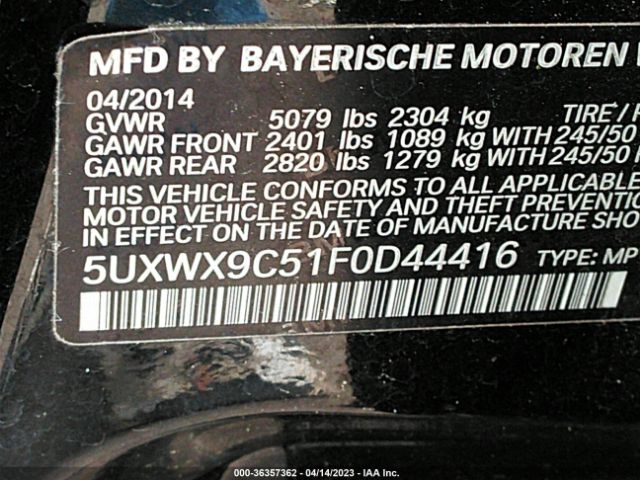 MFD BY BAYERISCHE MOTOREN
04/2014
GVWR 5079 lbs 2304 kg TIRE/
GAWR FRONT 2401 lbs 1089 kg WITH 245/50
GAWR REAR 2820 lbs 1279 kg WITH 245/50
THIS VEHICLE CONFORMS TO ALL APPLICABLE
MOTOR VEHICLE SAFETY AND THEFT PREVENTION
IN EFFECT ON THE DATE OF MANUFACTURE SHO
5UXWX9C51F0D44416 TYPE: MP
000-36357362 - 04/14/2023 - IAA Inc.